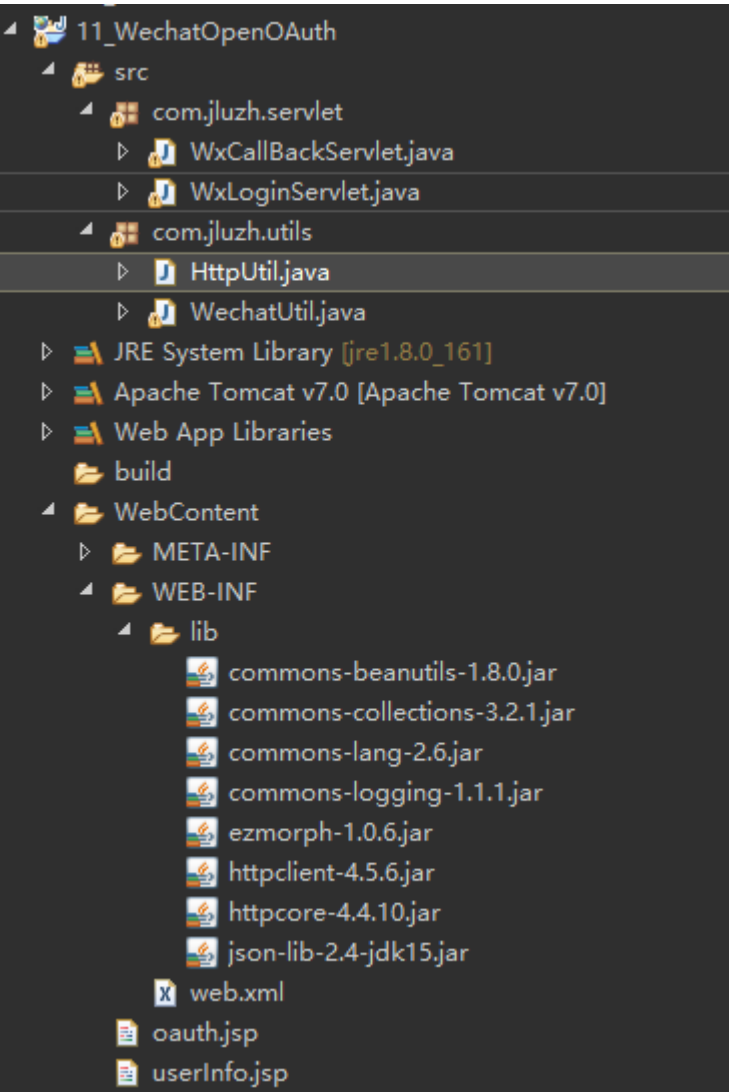 11_WechatOpenOAuth
src
com.jluzh.servlet
WxCallBackServlet.java
WxLoginServlet.java
com.jluzh.utils
HttpUtil.java
WechatUtil.java
JRE System Library [jre1.8.0_161]
Apache Tomcat v7.0 [Apache Tomcat v7.0]
Web App Libraries
build
WebContent
META-INF
WEB-INF
lib
commons-beanutils-1.8.0.jar
commons-collections-3.2.1.jar
commons-lang-2.6.jar
commons-logging-1.1.1.jar
ezmorph-1.0.6.jar
httpclient-4.5.6.jar
httpcore-4.4.10.jar
json-lib-2.4-jdk15.jar
web.xml
oauth.jsp
userInfo.jsp